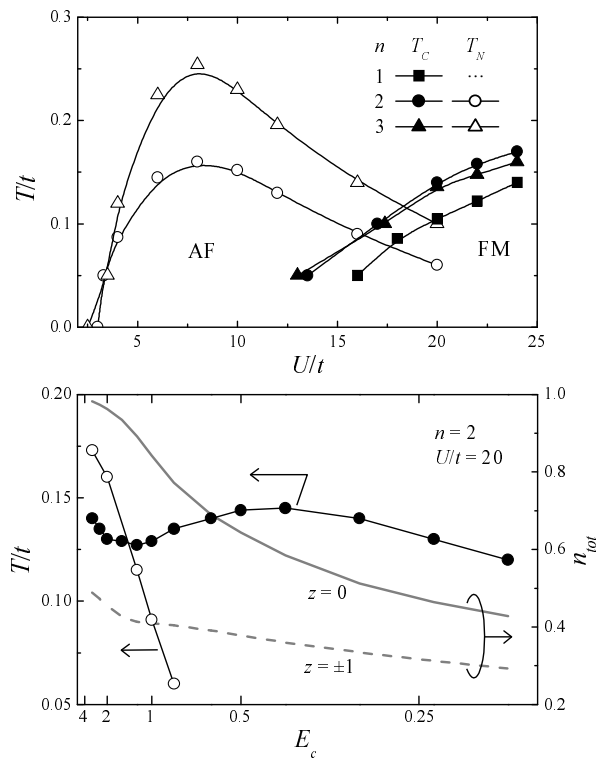 0.3
0.2
0.1
0.0
T/t
n T_C T_N
1 ...
2
3
AF
FM
5 10 15 20 25
U/t
0.20
0.15
0.10
0.05
T/t
n = 2
U/t = 20
z = 0
z = ±1
1.0
0.8
0.6
0.4
0.2
n_tot
4 2 1 0.5 0.25
E_c